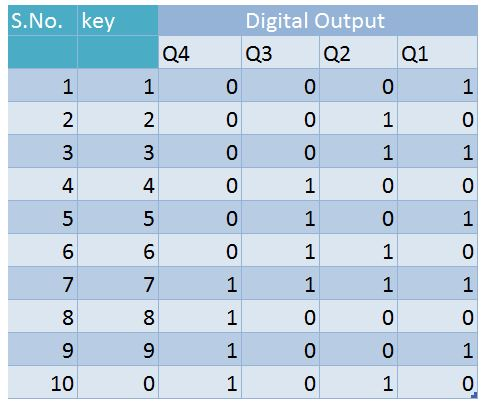 S.No. key Digital Output
Q4 Q3 Q2 Q1
1 1 0 0 0 1
2 2 0 0 1 0
3 3 0 0 1 1
4 4 0 1 0 0
5 5 0 1 0 1
6 6 0 1 1 0
7 7 1 1 1 1
8 8 1 0 0 0
9 9 1 0 0 1
10 0 1 0 1 0